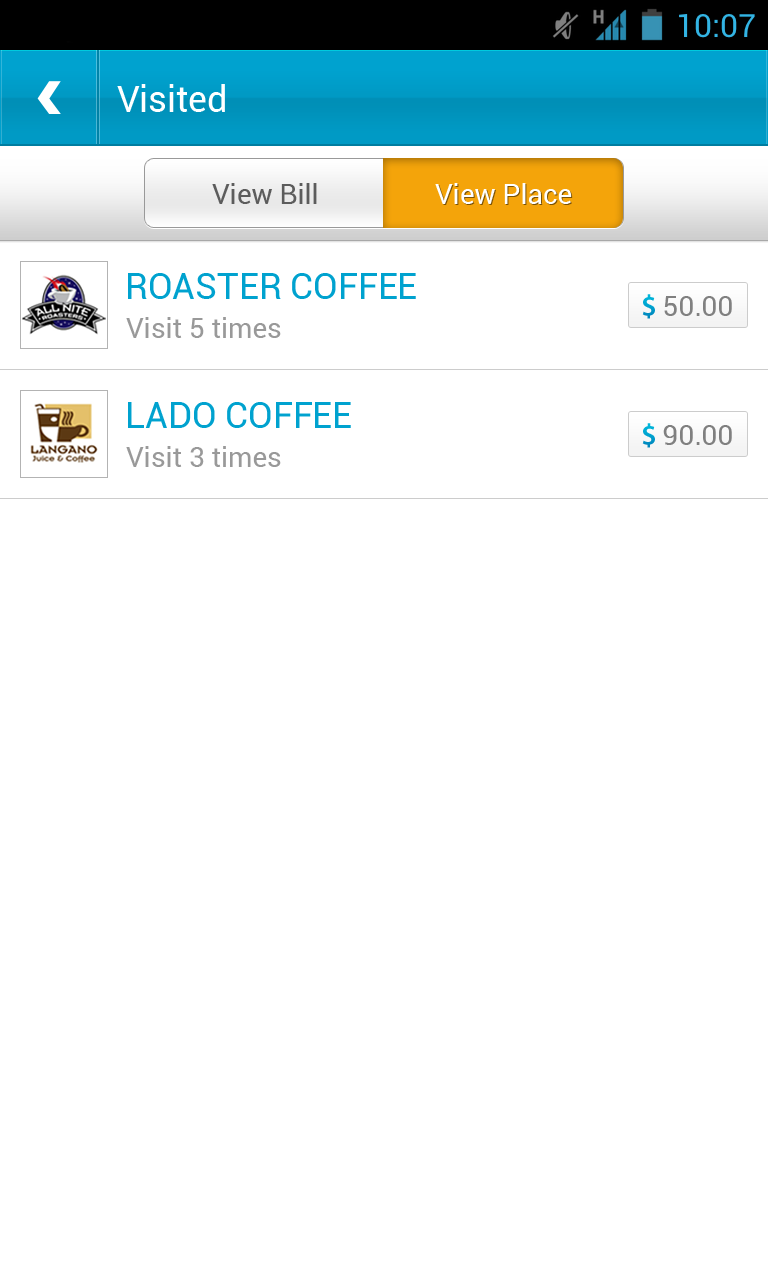 H
10:07
Visited
View Bill
View Place
ALL NITE
ROASTERS
ROASTER COFFEE
Visit 5 times
$ 50.00
LANGANO
Juice & Coffee
LADO COFFEE
Visit 3 times
$ 90.00